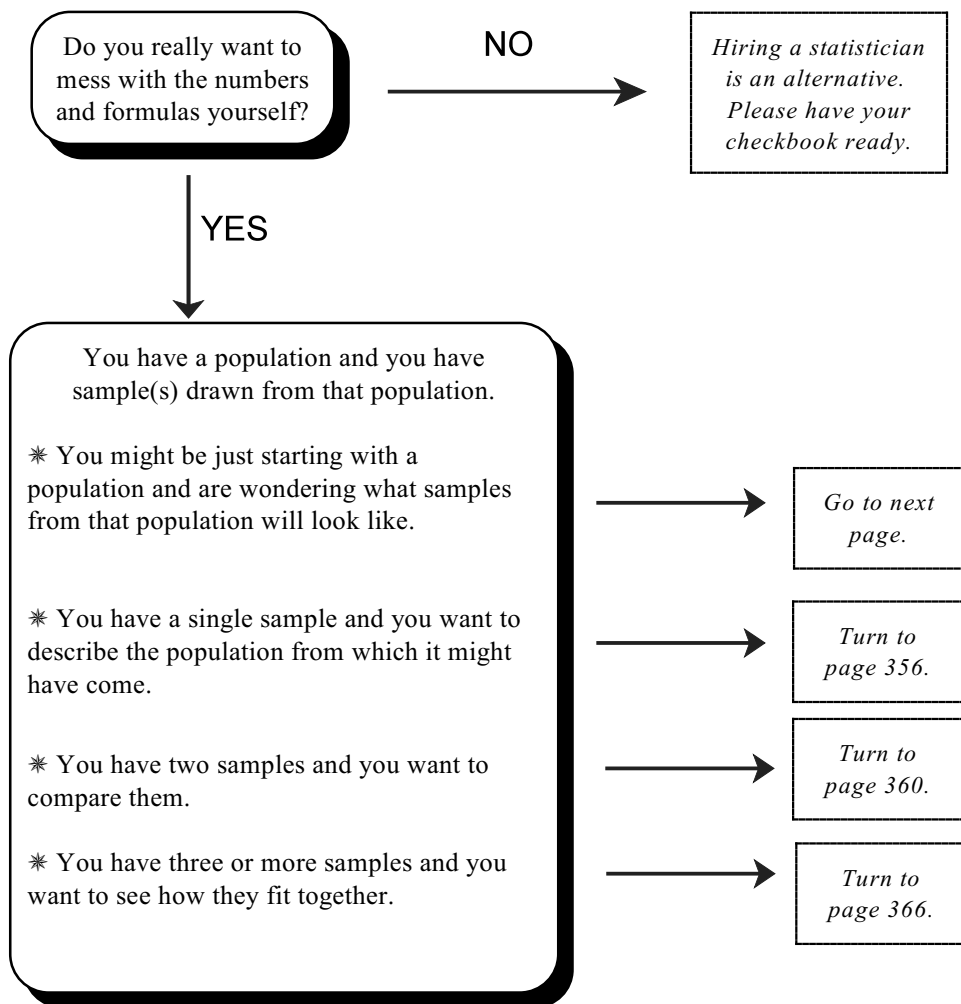 Do you really want to
mess with the numbers
and formulas yourself?
NO
Hiring a statistician
is an alternative.
Please have your
checkbook ready.
YES
You have a population and you have
sample(s) drawn from that population.
✴ You might be just starting with a
population and are wondering what samples
from that population will look like.
Go to next
page.
✴ You have a single sample and you want to
describe the population from which it might
have come.
Turn to
page 356.
✴ You have two samples and you want to
compare them.
Turn to
page 360.
✴ You have three or more samples and you
want to see how they fit together.
Turn to
page 366.